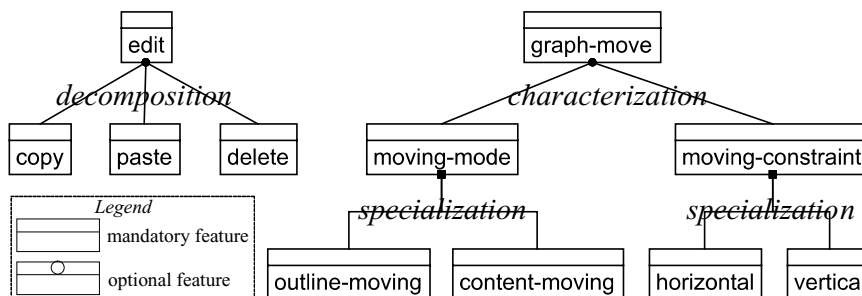 edit graph-move
decomposition characterization
copy paste delete moving-mode moving-constraint
Legend specialization specialization
mandatory feature
outline-moving content-moving horizontal vertica
optional feature